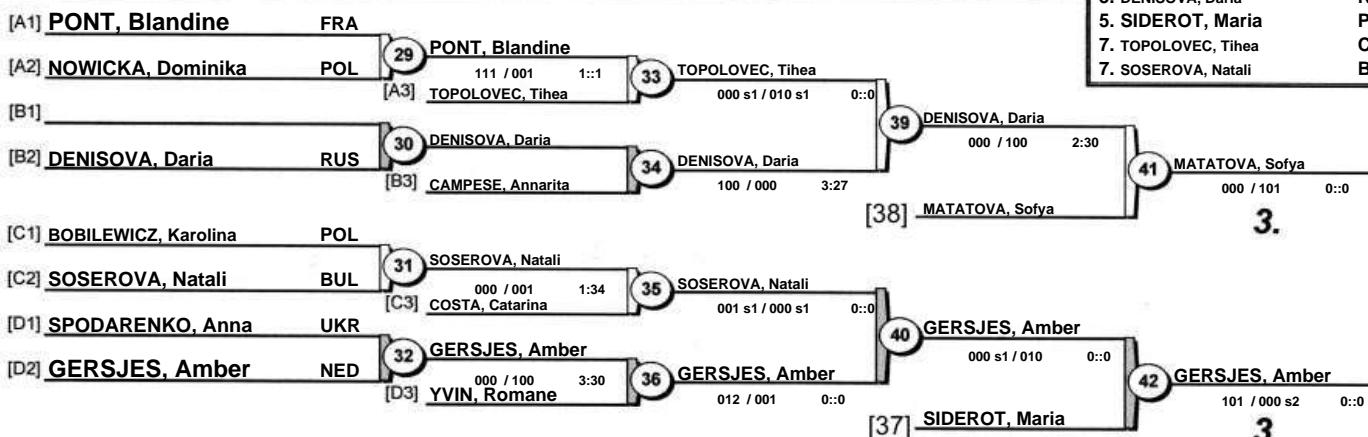 3. DENISOVA, Daria
[A1] PONT, Blandine FRA
5. SIDEROT, Maria P
29 PONT, Blandine
7. TOPOLOVEC, Tihea C
[A2] NOWICKA, Dominika POL
111 / 001 1::1
33 TOPOLOVEC, Tihea
7. SOSEROVA, Natali B
[A3] TOPOLOVEC, Tihea
000 s1 / 010 s1 0::0
[B1]
39 DENISOVA, Daria
30 DENISOVA, Daria
000 / 100 2:30
[B2] DENISOVA, Daria RUS
34 DENISOVA, Daria
41 MATATOVA, Sofya
[B3] CAMPESE, Annarita
100 / 000 3:27
000 / 101 0::0
[38] MATATOVA, Sofya
3.
[C1] BOBILEWICZ, Karolina POL
31 SOSEROVA, Natali
[C2] SOSEROVA, Natali BUL
000 / 001 1:34
35 SOSEROVA, Natali
[C3] COSTA, Catarina
001 s1 / 000 s1 0::0
[D1] SPODARENKO, Anna UKR
40 GERSJES, Amber
32 GERSJES, Amber
000 s1 / 010 0::0
[D2] GERSJES, Amber NED
000 / 100 3:30
36 GERSJES, Amber
42 GERSJES, Amber
[D3] YVIN, Romane
012 / 001 0::0
101 / 000 s2 0::0
[37] SIDEROT, Maria
3